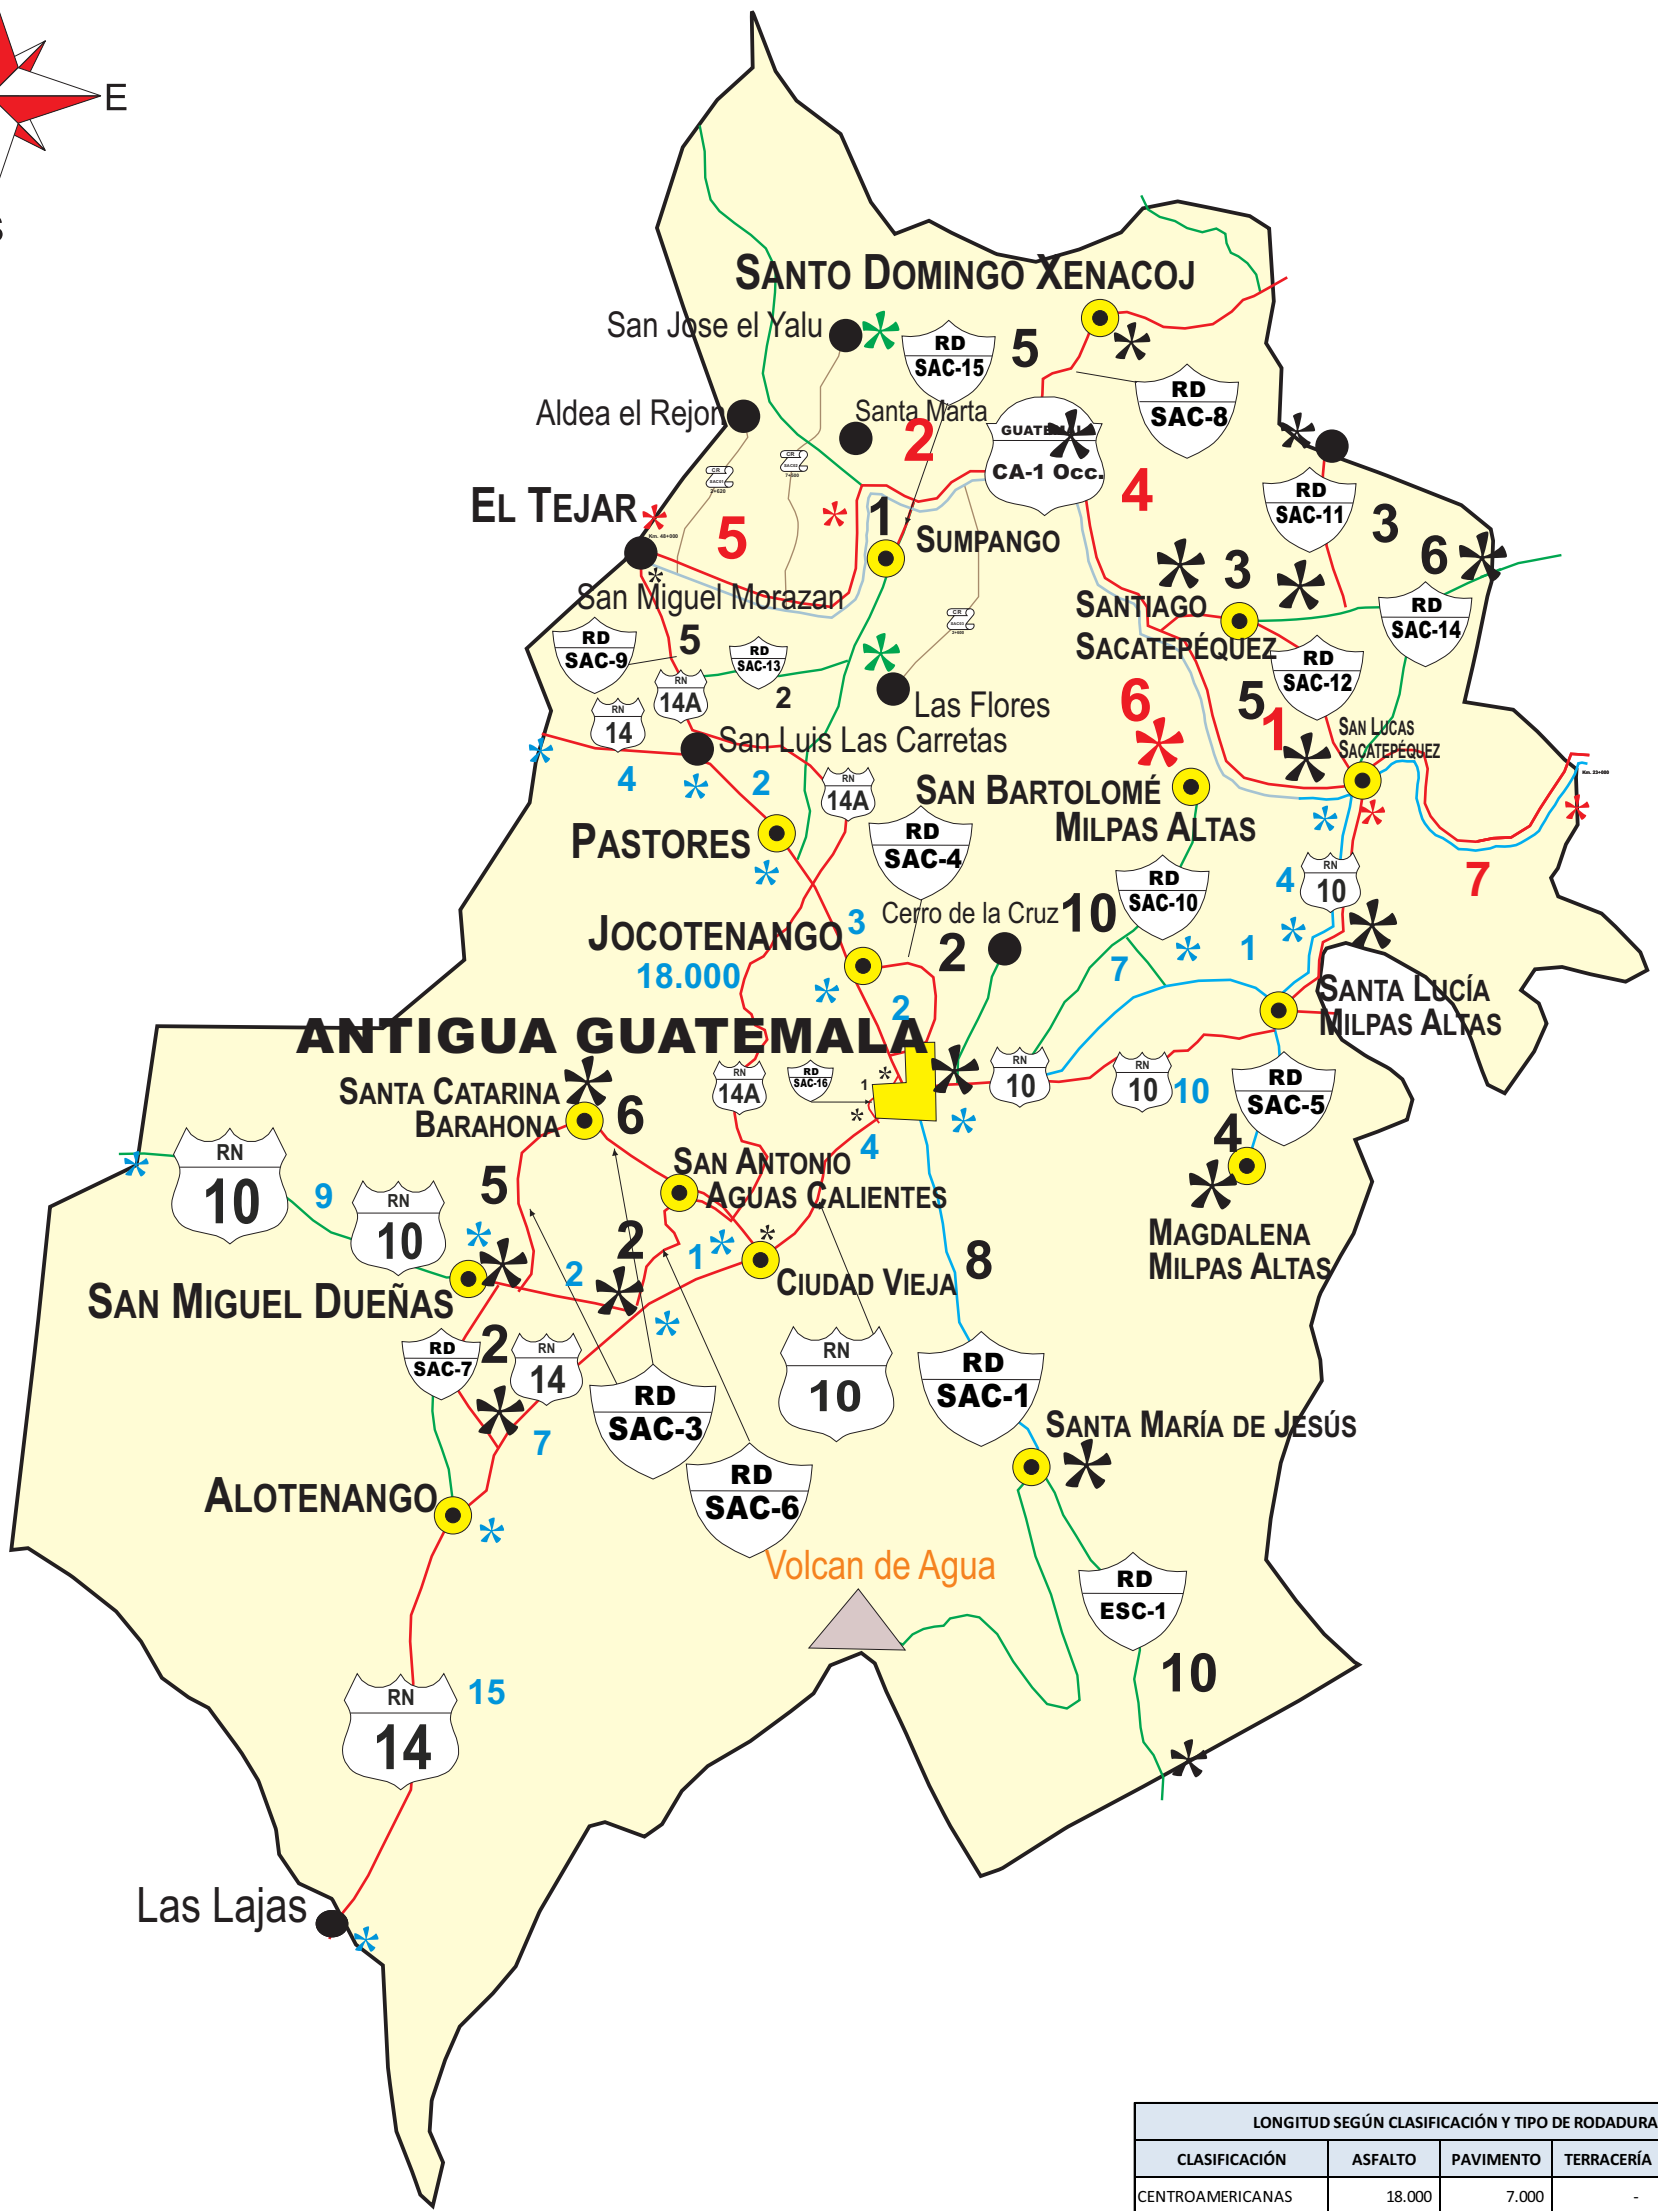 E
S
SANTO DOMINGO XENACOJ
San Jose el Yalu
RD
SAC-15
5
RD
SAC-8
Aldea el Rejon
Santa Marta
2
GUATEMALA
CA-1 Occ.
4
RD
SAC-11
3
EL TEJAR
Km. 48+000
5
1
SUMPANGO
3
6
San Miguel Morazan
SANTIAGO
SACATEPÉQUEZ
RD
SAC-14
RD
SAC-9
5
RD
SAC-13
2
RN
14A
RN
14
Las Flores
6
5
1
RD
SAC-12
SAN LUCAS
SACATEPÉQUEZ
San Luis Las Carretas
4
2
RN
14A
Km. 23+000
SAN BARTOLOMÉ
MILPAS ALTAS
PASTORES
RD
SAC-4
4
RN
10
7
RD
SAC-10
Cerro de la Cruz
10
JOCOTENANGO
3
2
18.000
7
1
2
SANTA LUCÍA
MILPAS ALTAS
ANTIGUA GUATEMALA
SANTA CATARINA
BARAHONA
6
RN
14A
RD
SAC-16
1
RN
10
RN
10
10
RD
SAC-5
4
RN
10
9
RN
10
5
SAN ANTONIO
AGUAS CALIENTES
4
MAGDALENA
MILPAS ALTAS
2
1
2
CIUDAD VIEJA
8
SAN MIGUEL DUEÑAS
RD
SAC-7
2
RN
14
RD
SAC-3
RN
10
RD
SAC-1
SANTA MARÍA DE JESÚS
7
RD
SAC-6
ALOTENANGO
Volcan de Agua
RD
ESC-1
10
RN
14
15
Las Lajas
LONGITUD SEGÚN CLASIFICACIÓN Y TIPO DE RODADURA
CLASIFICACIÓN ASFALTO PAVIMENTO TERRACERÍA
CENTROAMERICANAS 18.000 7.000 -